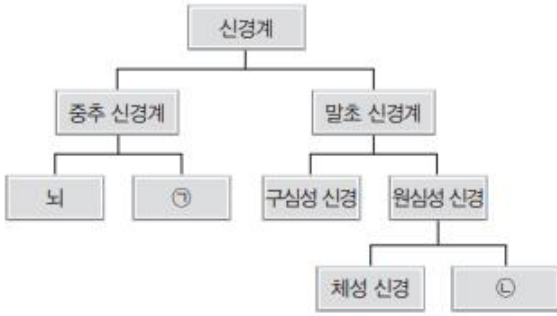 신경계
중추 신경계 말초 신경계
뇌 ㉠ 구심성 신경 원심성 신경
체성 신경 ㉡